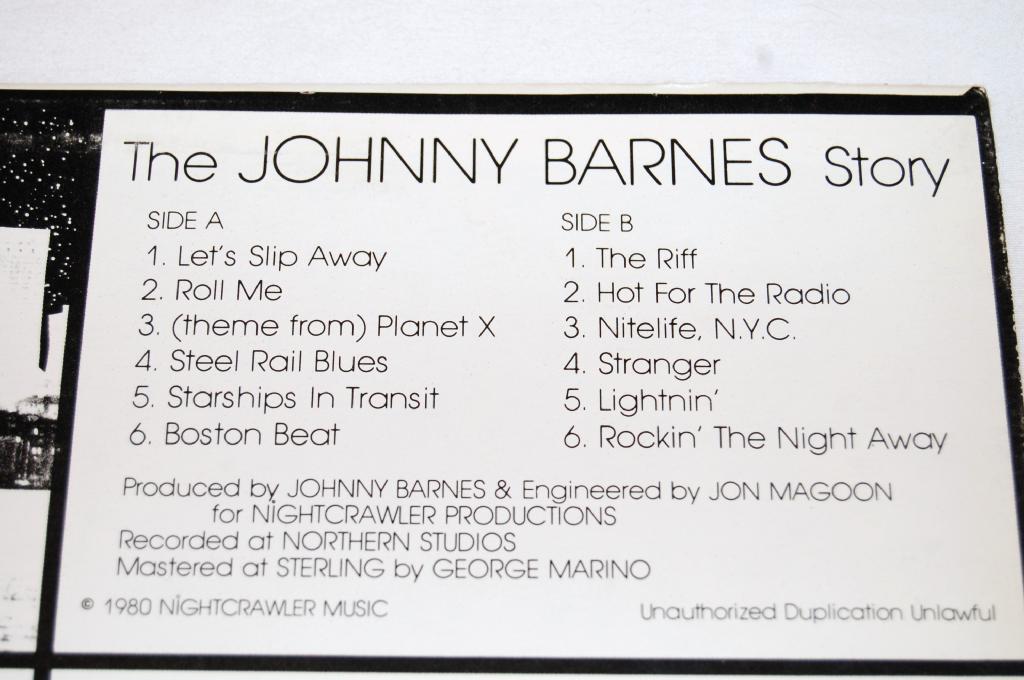 The JOHNNY BARNES Story
SIDE A
1. Let's Slip Away
2. Roll Me
3. (theme from) Planet X
4. Steel Rail Blues
5. Starships In Transit
6. Boston Beat
SIDE B
1. The Riff
2. Hot For The Radio
3. Nitelife, N.Y.C.
4. Stranger
5. Lightnin'
6. Rockin' The Night Away
Produced by JOHNNY BARNES & Engineered by JON MAGOON
for NIGHTCRAWLER PRODUCTIONS
Recorded at NORTHERN STUDIOS
Mastered at STERLING by GEORGE MARINO
© 1980 NIGHTCRAWLER MUSIC
Unauthorized Duplication Unlawful